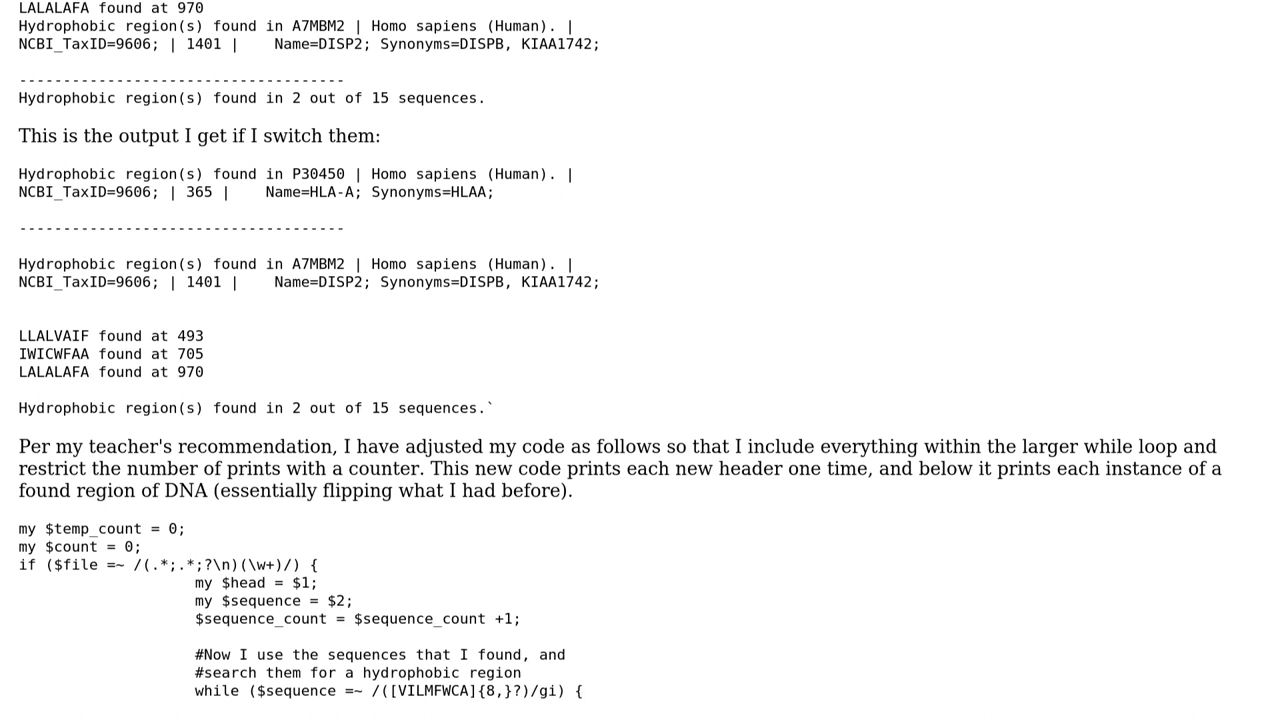 LALALAFA found at 970
Hydrophobic region(s) found in A7MBM2 | Homo sapiens (Human). |
NCBI_TaxID=9606; | 1401 |    Name=DISP2; Synonyms=DISPB, KIAA1742;
-------------------------------------
Hydrophobic region(s) found in 2 out of 15 sequences.
This is the output I get if I switch them:
Hydrophobic region(s) found in P30450 | Homo sapiens (Human). |
NCBI_TaxID=9606; | 365 |    Name=HLA-A; Synonyms=HLAA;
-------------------------------------
Hydrophobic region(s) found in A7MBM2 | Homo sapiens (Human). |
NCBI_TaxID=9606; | 1401 |    Name=DISP2; Synonyms=DISPB, KIAA1742;
LLALVAIF found at 493
IWICWFAA found at 705
LALALAFA found at 970
Hydrophobic region(s) found in 2 out of 15 sequences.`
Per my teacher's recommendation, I have adjusted my code as follows so that I include everything within the larger while loop and
restrict the number of prints with a counter. This new code prints each new header one time, and below it prints each instance of a
found region of DNA (essentially flipping what I had before).
my $temp_count = 0;
my $count = 0;
if ($file =~ /(.*;.*;?\n)(\w+)/) {
                    my $head = $1;
                    my $sequence = $2;
                    $sequence_count = $sequence_count +1;
                    #Now I use the sequences that I found, and
                    #search them for a hydrophobic region
                    while ($sequence =~ /([VILMFWCA]{8,}?)/gi) {